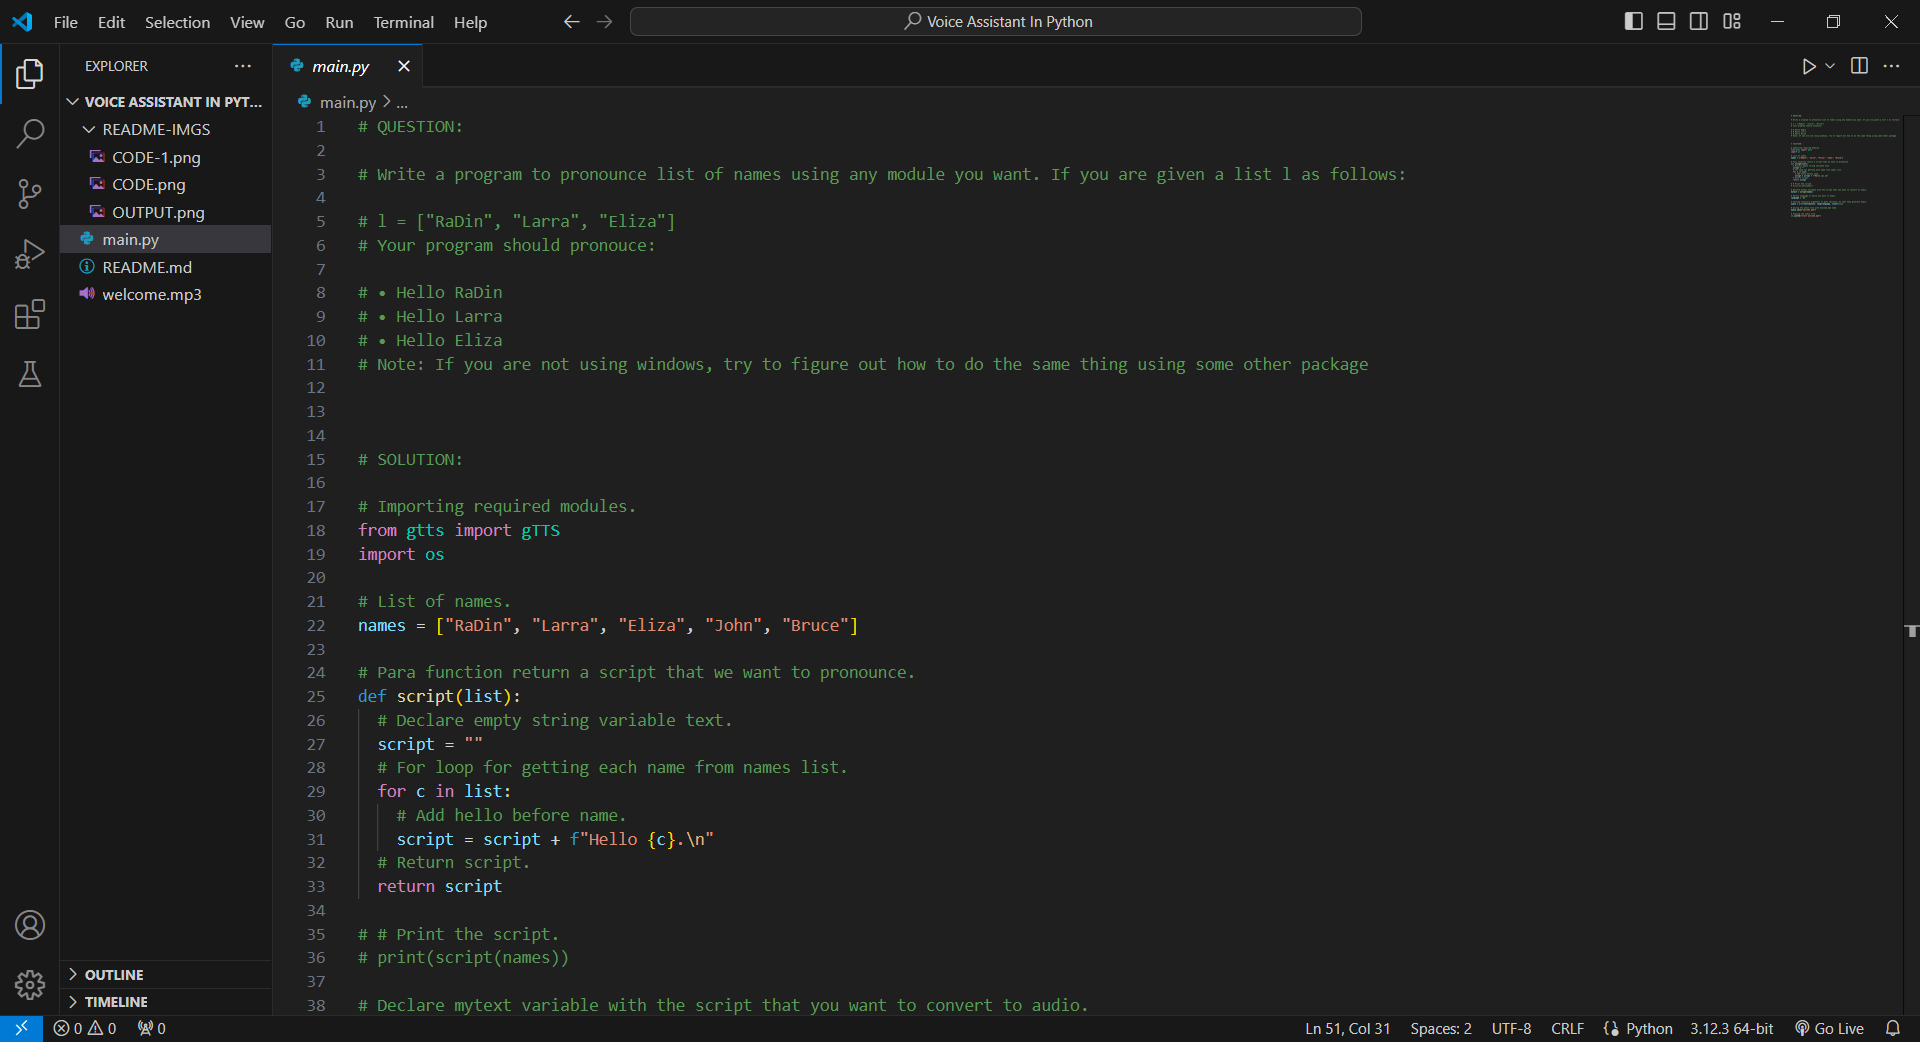 File Edit Selection View Go Run Terminal Help
Voice Assistant In Python
EXPLORER
VOICE ASSISTANT IN PYT...
README-IMGS
CODE-1.png
CODE.png
OUTPUT.png
main.py
README.md
welcome.mp3
OUTLINE
TIMELINE
main.py
main.py > ...
1 # QUESTION:
2
3 # Write a program to pronounce list of names using any module you want. If you are given a list l as follows:
4
5 # l = ["RaDin", "Larra", "Eliza"]
6 # Your program should pronouce:
7
8 # • Hello RaDin
9 # • Hello Larra
10 # • Hello Eliza
11 # Note: If you are not using windows, try to figure out how to do the same thing using some other package
12
13
14
15 # SOLUTION:
16
17 # Importing required modules.
18 from gtts import gTTS
19 import os
20
21 # List of names.
22 names = ["RaDin", "Larra", "Eliza", "John", "Bruce"]
23
24 # Para function return a script that we want to pronounce.
25 def script(list):
26 # Declare empty string variable text.
27 script = ""
28 # For loop for getting each name from names list.
29 for c in list:
30 # Add hello before name.
31 script = script + f"Hello {c}.\n"
32 # Return script.
33 return script
34
35 # # Print the script.
36 # print(script(names))
37
38 # Declare mytext variable with the script that you want to convert to audio.
0 0 0 Ln 51, Col 31 Spaces: 2 UTF-8 CRLF Python 3.12.3 64-bit Go Live